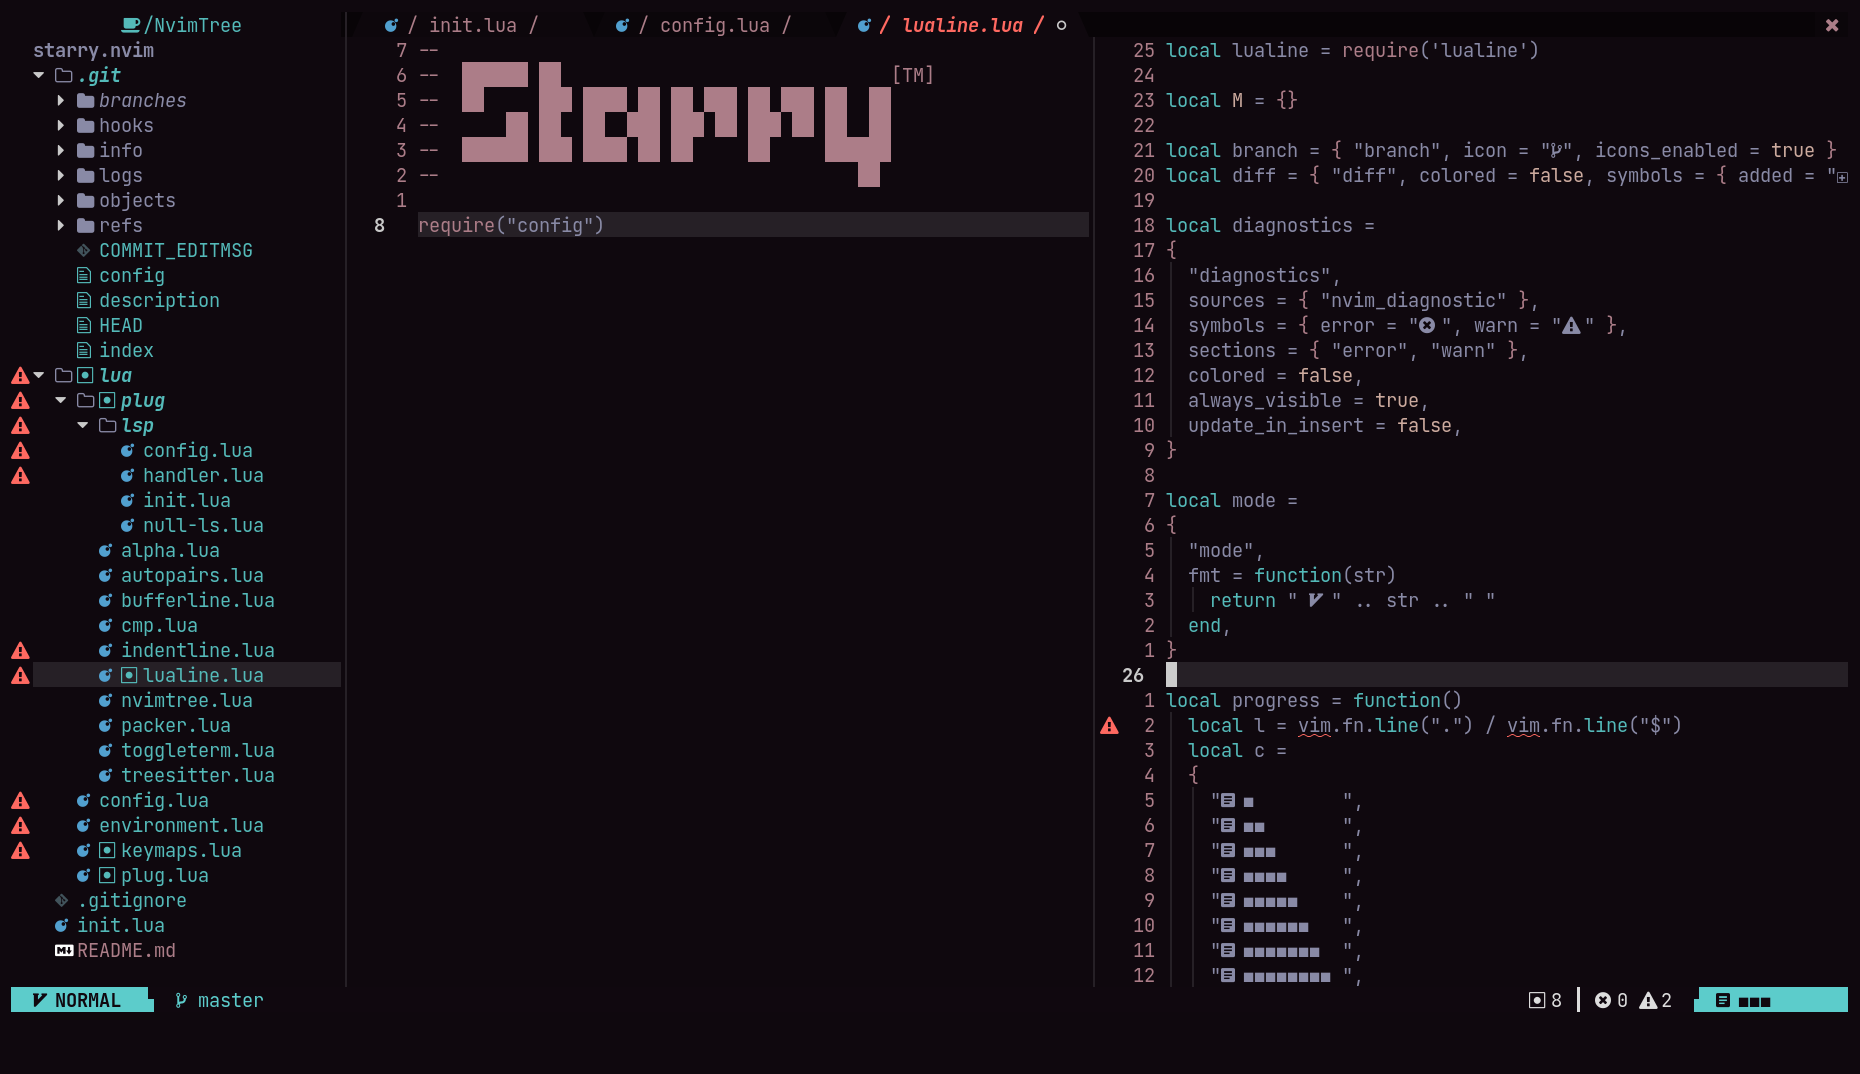 /NvimTree
starry.nvim
.git
branches
hooks
info
logs
objects
refs
COMMIT_EDITMSG
config
description
HEAD
index
lua
plug
lsp
config.lua
handler.lua
init.lua
null-ls.lua
alpha.lua
autopairs.lua
bufferline.lua
cmp.lua
indentline.lua
lualine.lua
nvimtree.lua
packer.lua
toggleterm.lua
treesitter.lua
config.lua
environment.lua
keymaps.lua
plug.lua
.gitignore
init.lua
README.md
/ init.lua / / config.lua / / lualine.lua /
7 --
6 -- [TM]
5 --
4 -- Starry
3 --
2 --
1
8 require("config")
25 local lualine = require('lualine')
24
23 local M = {}
22
21 local branch = { "branch", icon = "", icons_enabled = true }
20 local diff = { "diff", colored = false, symbols = { added = "
19
18 local diagnostics =
17 {
16 "diagnostics",
15 sources = { "nvim_diagnostic" },
14 symbols = { error = " ", warn = " " },
13 sections = { "error", "warn" },
12 colored = false,
11 always_visible = true,
10 update_in_insert = false,
9 }
8
7 local mode =
6 {
5 "mode",
4 fmt = function(str)
3 return "  " .. str .. " "
2 end,
1 }
26
1 local progress = function()
2 local l = vim.fn.line(".") / vim.fn.line("$")
3 local c =
4 {
5 " ■ ",
6 " ■■ ",
7 " ■■■ ",
8 " ■■■■ ",
9 " ■■■■■ ",
10 " ■■■■■■ ",
11 " ■■■■■■■ ",
12 " ■■■■■■■■ ",
NORMAL master 8 | 0 2 ■■■